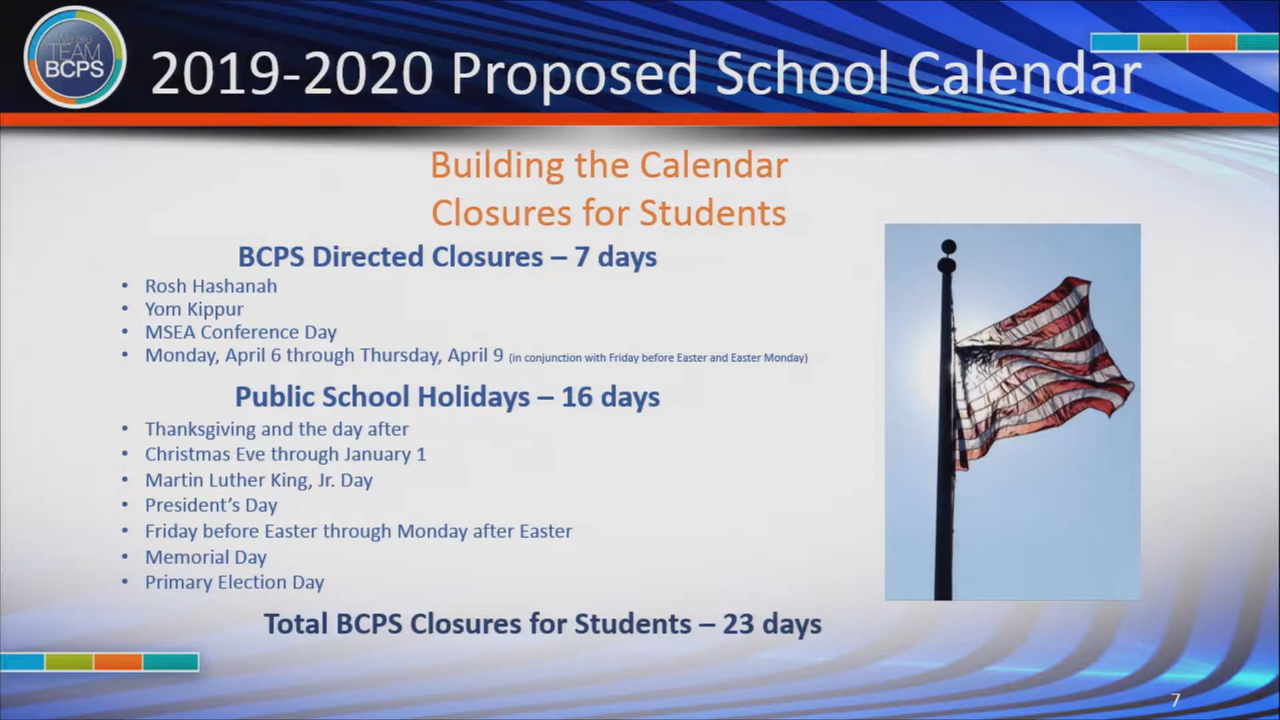 We are
TEAM
BCPS
2019-2020 Proposed School Calendar
Building the Calendar
Closures for Students
BCPS Directed Closures – 7 days
• Rosh Hashanah
• Yom Kippur
• MSEA Conference Day
• Monday, April 6 through Thursday, April 9 (in conjunction with Friday before Easter and Easter Monday)
Public School Holidays – 16 days
• Thanksgiving and the day after
• Christmas Eve through January 1
• Martin Luther King, Jr. Day
• President’s Day
• Friday before Easter through Monday after Easter
• Memorial Day
• Primary Election Day
Total BCPS Closures for Students – 23 days
7